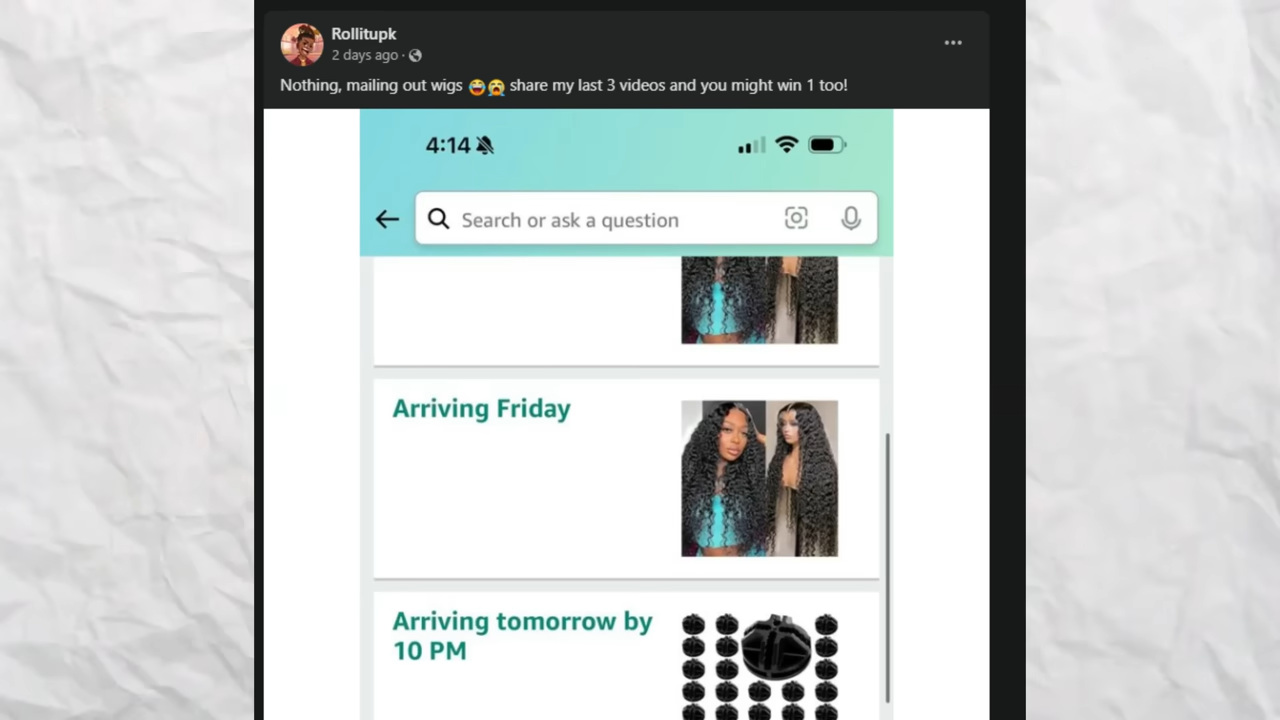 Rollitupk
2 days ago ·
Nothing, mailing out wigs 😂😭 share my last 3 videos and you might win 1 too!
4:14
Search or ask a question
Arriving Friday
Arriving tomorrow by
10 PM